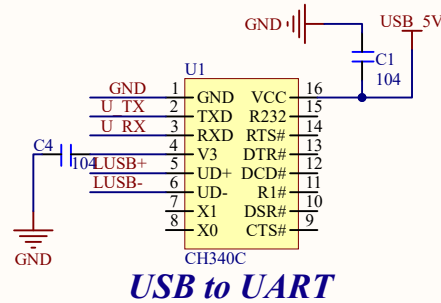 GND
USB_5V
C1
104
U1
GND 1 GND VCC 16
U_TX 2 TXD R232 15
U_RX 3 RXD RTS# 14
C4 104 4 V3 DTR# 13
LUSB+ 5 UD+ DCD# 12
LUSB- 6 UD- R1# 11
7 X1 DSR# 10
8 X0 CTS# 9
GND
CH340C
USB to UART